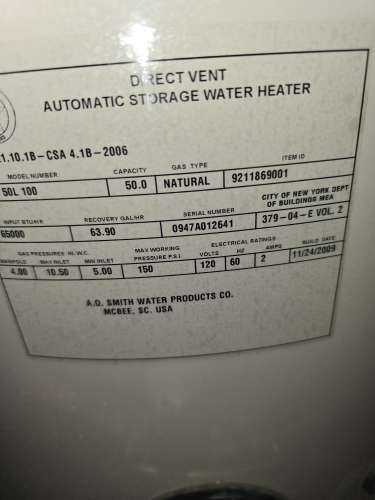 DIRECT VENT
AUTOMATIC STORAGE WATER HEATER
.10.1B-CSA 4.1B-2006
MODEL NUMBER CAPACITY GAS TYPE ITEM ID
50L 100 50.0 NATURAL 9211869001
INPUT BTU/HR RECOVERY GAL/HR SERIAL NUMBER CITY OF NEW YORK DEPT OF BUILDINGS MEA
65000 63.90 0947A012641 379-04-E VOL. 2
GAS PRESSURES IN. W.C. MAX WORKING PRESSURE P.S.I. ELECTRICAL RATINGS BUILD DATE
MANIFOLD MAX INLET MIN INLET VOLTS HZ AMPS
4.00 10.50 5.00 150 120 60 2 11/24/2009
A.O. SMITH WATER PRODUCTS CO.
MCBEE, SC. USA